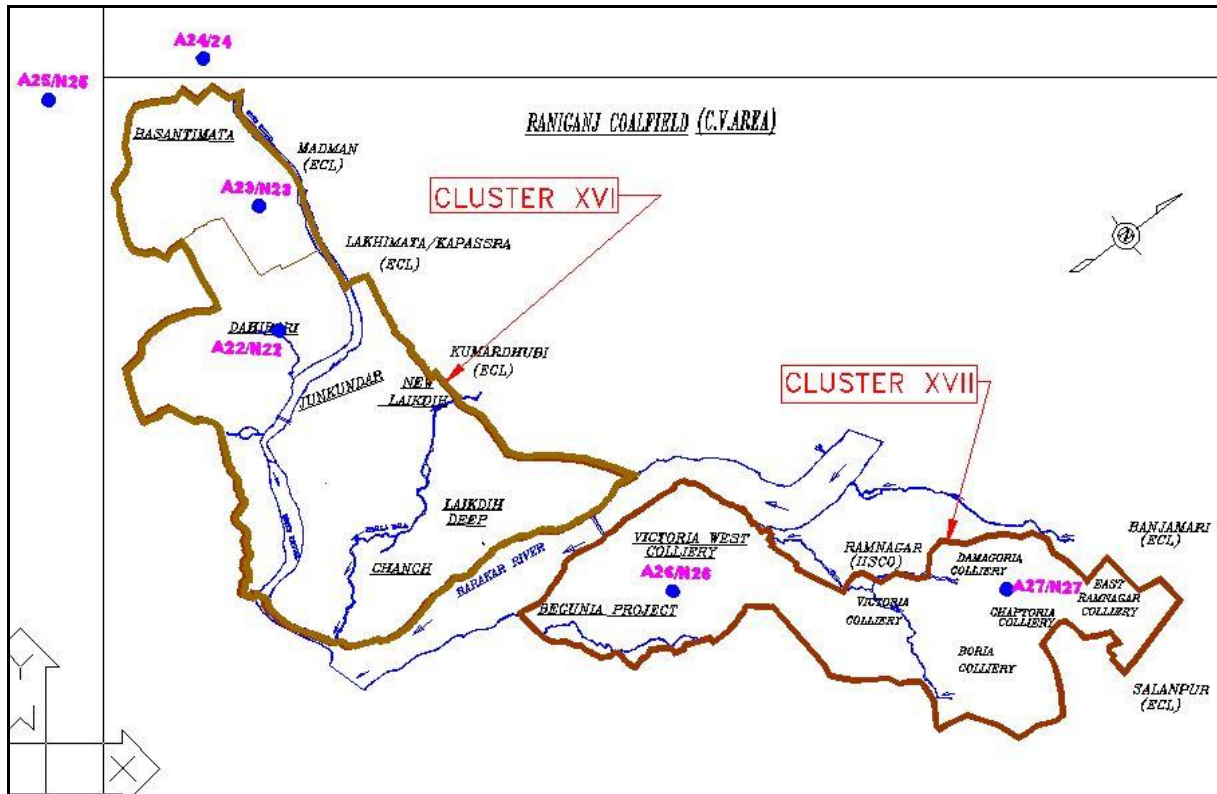 A24/24
A25/N25
RANIGANJ COALFIELD (C.V.AREA)
BASANTIMATA
MADMAN
(ECL)
A23/N23
CLUSTER XVI
LAKHIMATA/KAPASSRA
(ECL)
DAHIBARI
A22/N22
KUMARDHUBI
(ECL)
NEW
LAIKDIH
JUNKUNDAR
CLUSTER XVII
LAIKDIH
DEEP
CHANCH
BARAKAR RIVER
VICTORIA WEST
COLLIERY
A26/N26
BEGUNIA PROJECT
RAMNAGAR
(IISCO)
VICTORIA
COLLIERY
DAMAGORIA
COLLIERY
BANJAMARI
(ECL)
A27/N27
EAST
RAMNAGAR
COLLIERY
CHAPTORIA
COLLIERY
BORIA
COLLIERY
SALANPUR
(ECL)
Y
W
X